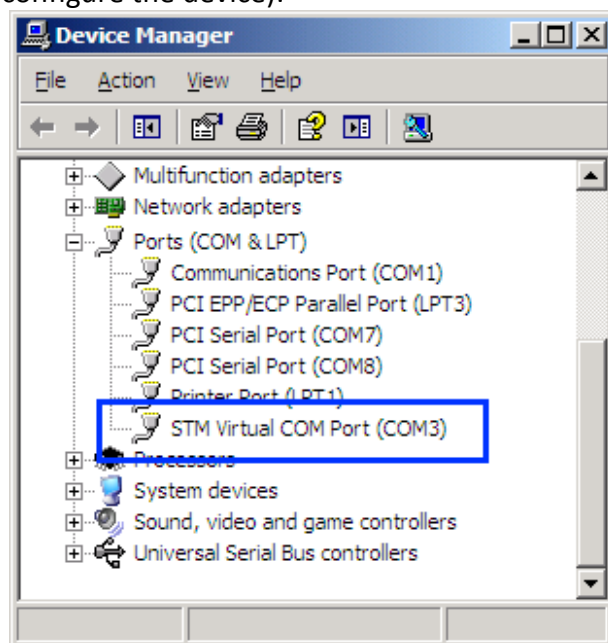 configure the device).
Device Manager
File Action View Help
Multifunction adapters
Network adapters
Ports (COM & LPT)
Communications Port (COM1)
PCI EPP/ECP Parallel Port (LPT3)
PCI Serial Port (COM7)
PCI Serial Port (COM8)
Printer Port (LPT1)
STM Virtual COM Port (COM3)
Processors
System devices
Sound, video and game controllers
Universal Serial Bus controllers